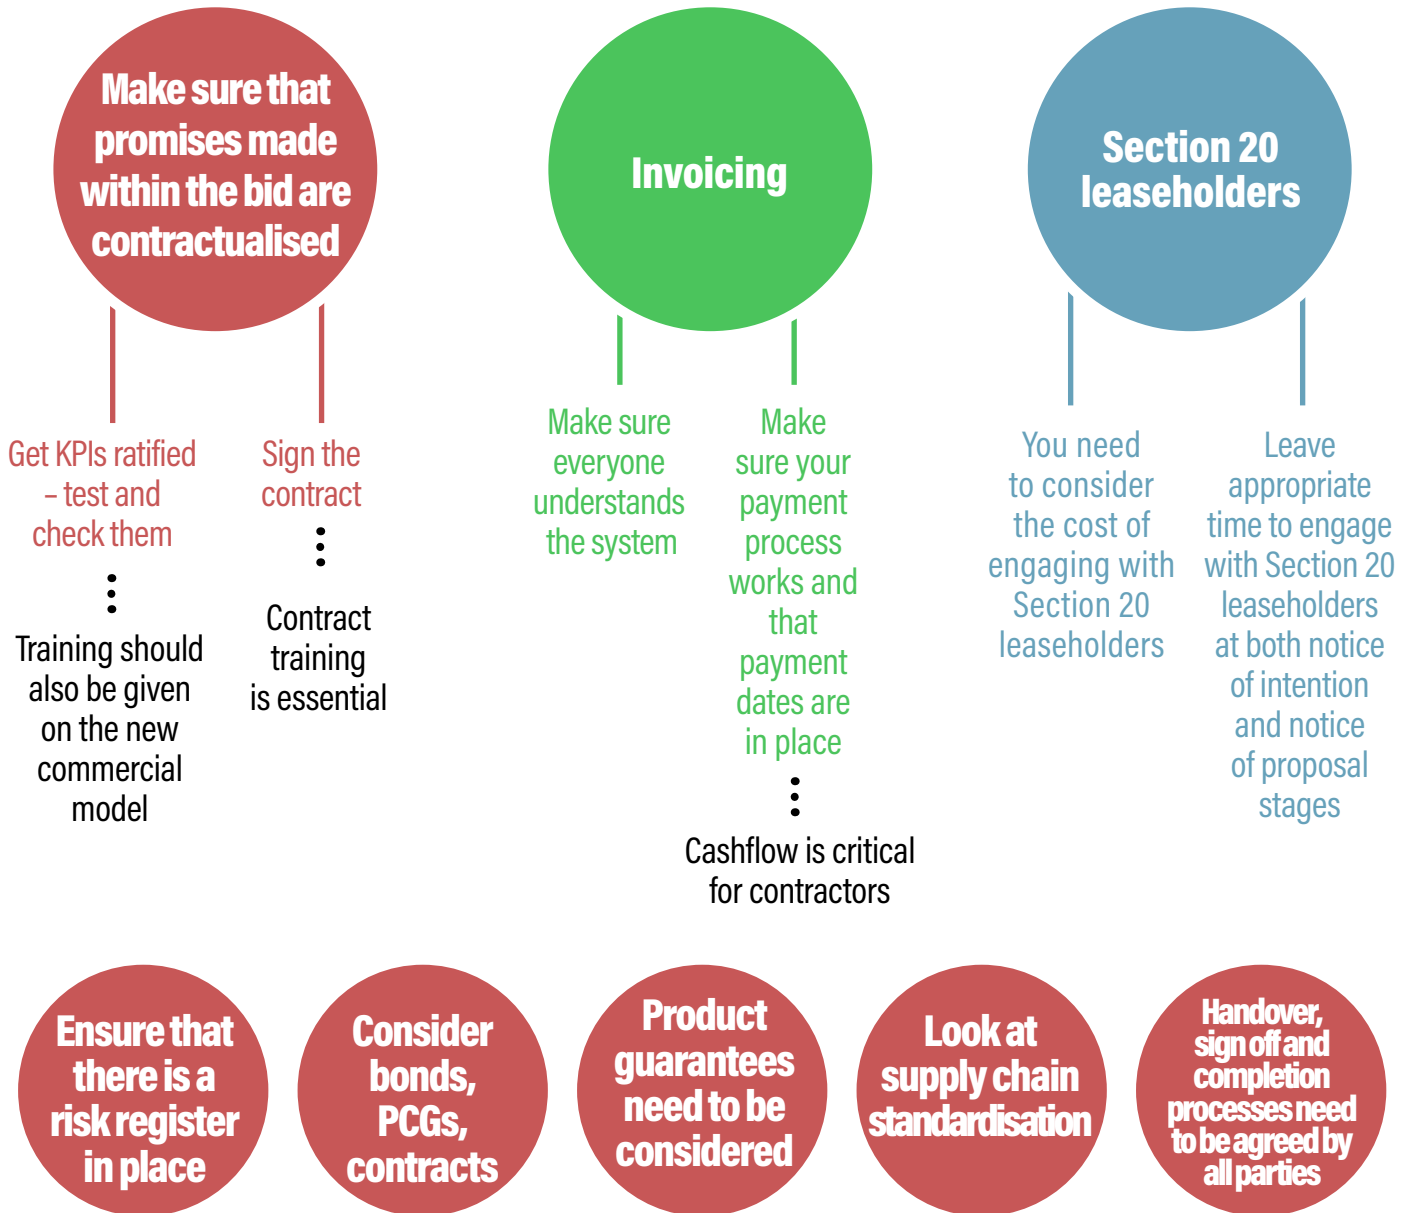 Make sure that
promises made
within the bid are
contractualised
Get KPIs ratified
– test and
check them
Training should
also be given
on the new
commercial
model
Sign the
contract
Contract
training
is essential
Invoicing
Make sure
everyone
understands
the system
Make
sure your
payment
process
works and
that
payment
dates are
in place
Cashflow is critical
for contractors
Section 20
leaseholders
You need
to consider
the cost of
engaging with
Section 20
leaseholders
Leave
appropriate
time to engage
with Section 20
leaseholders
at both notice
of intention
and notice
of proposal
stages
Ensure that
there is a
risk register
in place
Consider
bonds,
PCGs,
contracts
Product
guarantees
need to be
considered
Look at
supply chain
standardisation
Handover,
sign off and
completion
processes need
to be agreed by
all parties